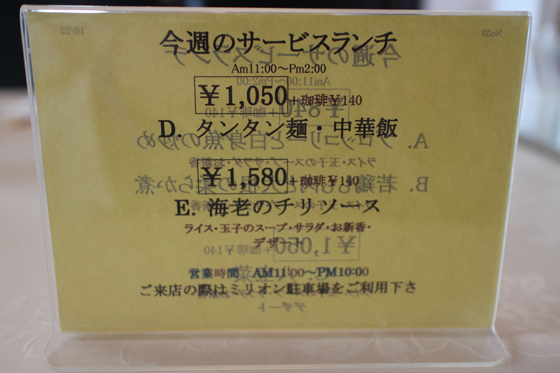 今週のサービスランチ
Am11:00～Pm2:00
￥1,050+珈琲￥140
D. タンタン麺・中華飯
￥1,580+珈琲￥140
E. 海老のチリソース
ライス・玉子のスープ・サラダ・お新香・
デザート
営業時間 AM11:00～PM10:00
ご来店の際はミリオン駐車場をご利用下さ